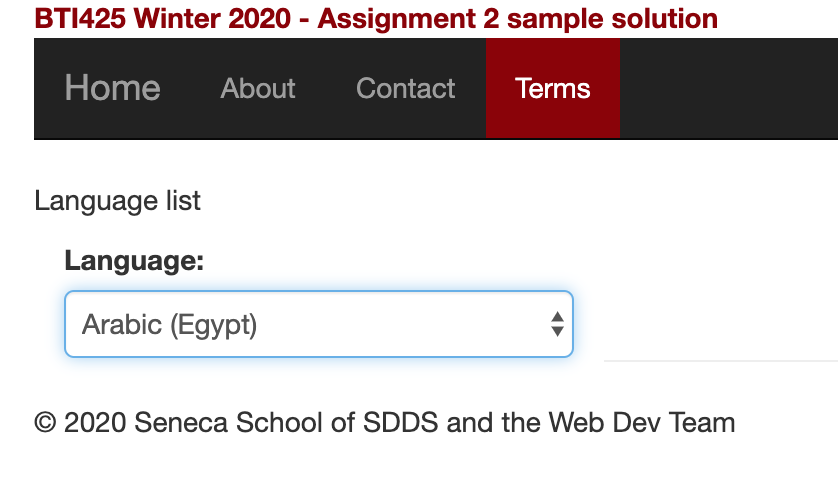 BTI425 Winter 2020 - Assignment 2 sample solution
Home About Contact Terms
Language list
Language:
Arabic (Egypt)
© 2020 Seneca School of SDDS and the Web Dev Team